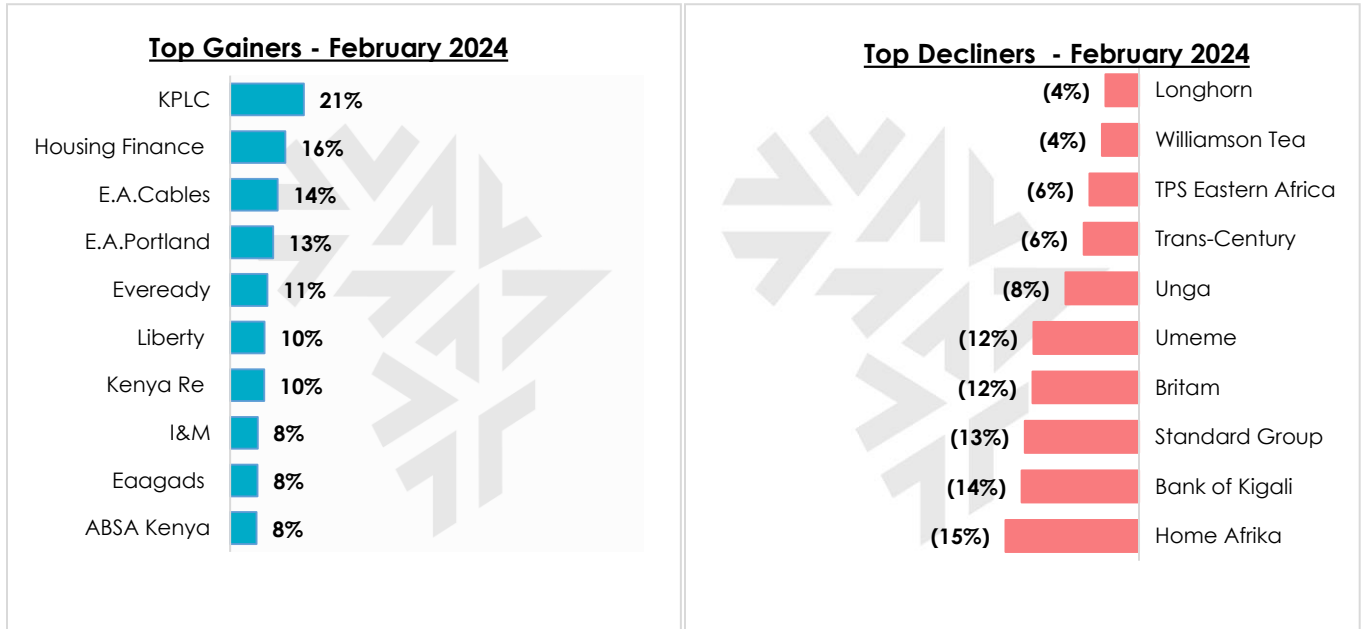 Top Gainers - February 2024
KPLC 21%
Housing Finance 16%
E.A.Cables 14%
E.A.Portland 13%
Eveready 11%
Liberty 10%
Kenya Re 10%
I&M 8%
Eaagads 8%
ABSA Kenya 8%
Top Decliners - February 2024
(4%) Longhorn
(4%) Williamson Tea
(6%) TPS Eastern Africa
(6%) Trans-Century
(8%) Unga
(12%) Umeme
(12%) Britam
(13%) Standard Group
(14%) Bank of Kigali
(15%) Home Afrika